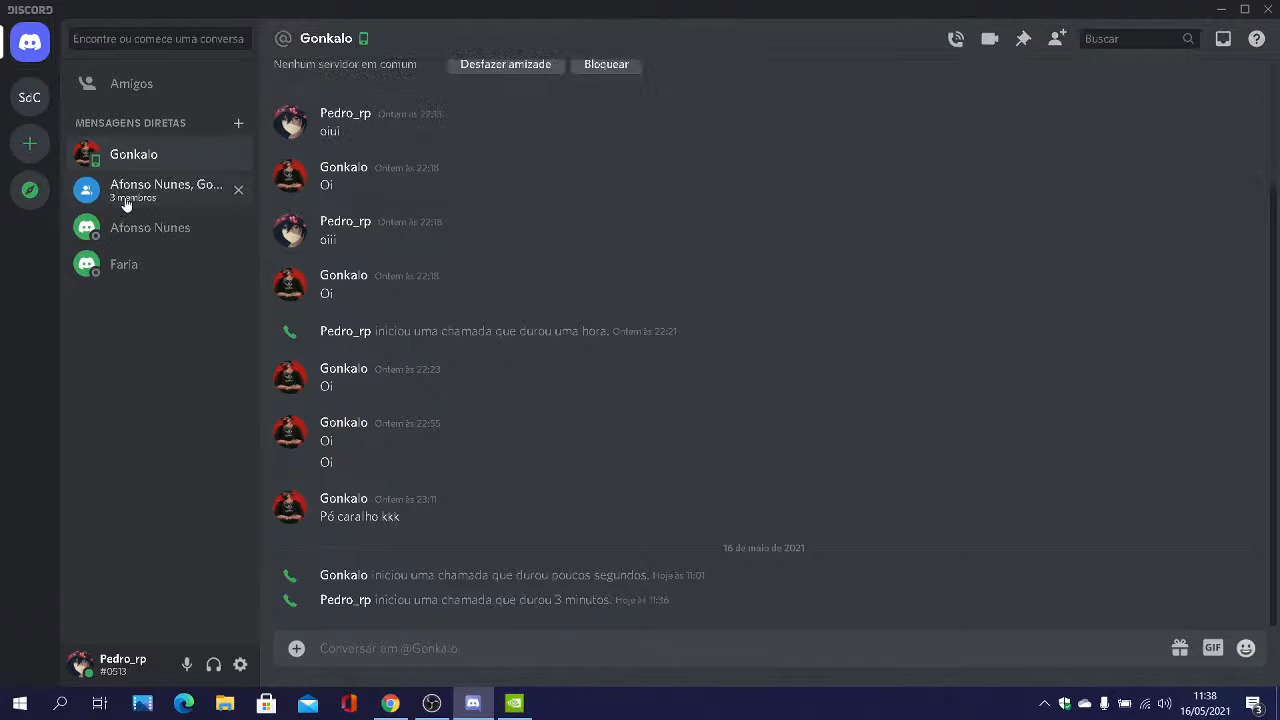 DISCORD
Encontre ou comece uma conversa
@ Gonkalo
Buscar
Nenhum servidor em comum
Desfazer amizade
Bloquear
Amigos
SdC
MENSAGENS DIRETAS
Gonkalo
Afonso Nunes, Go...
3 membros
Afonso Nunes
Faria
Pedro_rp Ontem às 22:18
oiui
Gonkalo Ontem às 22:18
Oi
Pedro_rp Ontem às 22:18
oiii
Gonkalo Ontem às 22:18
Oi
Pedro_rp iniciou uma chamada que durou uma hora. Ontem às 22:21
Gonkalo Ontem às 22:23
Oi
Gonkalo Ontem às 22:55
Oi
Oi
Gonkalo Ontem às 23:11
Pó caralho kkk
16 de maio de 2021
Gonkalo iniciou uma chamada que durou poucos segundos. Hoje às 11:01
Pedro_rp iniciou uma chamada que durou 3 minutos. Hoje às 11:36
Conversar em @Gonkalo
GIF
Pedro_rp
#0513
11:38
16/05/2021
3